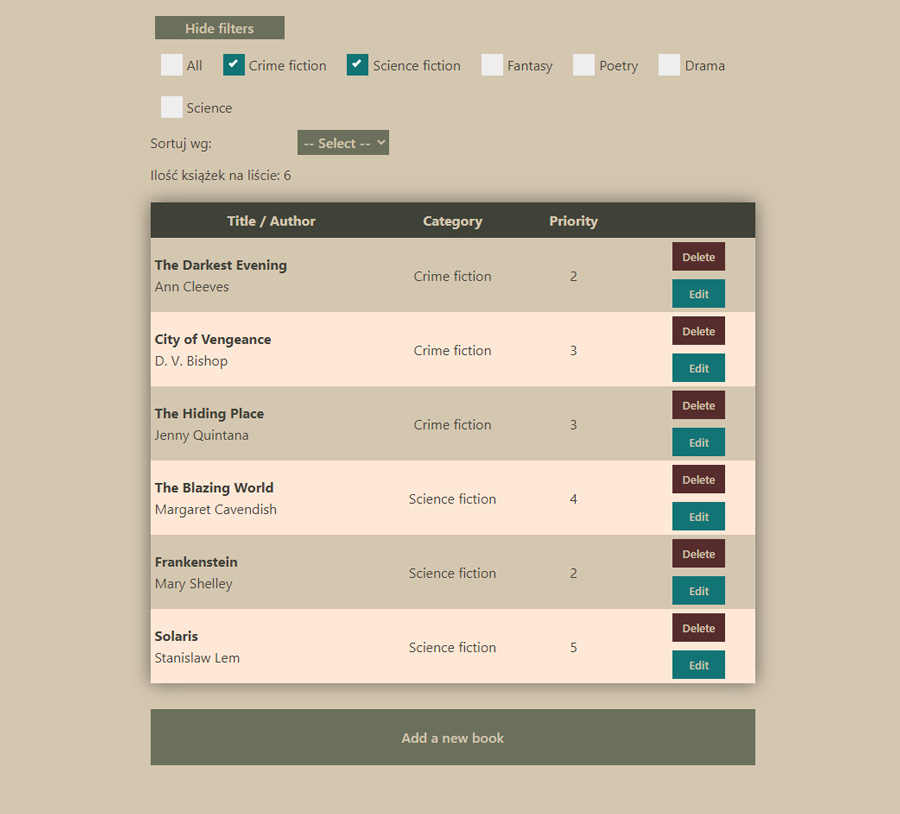 Hide filters
All Crime fiction Science fiction Fantasy Poetry Drama
Science
Sortuj wg: -- Select --
Ilość książek na liście: 6
Title / Author Category Priority
The Darkest Evening
Ann Cleeves
Crime fiction 2
Delete
Edit
City of Vengeance
D. V. Bishop
Crime fiction 3
Delete
Edit
The Hiding Place
Jenny Quintana
Crime fiction 3
Delete
Edit
The Blazing World
Margaret Cavendish
Science fiction 4
Delete
Edit
Frankenstein
Mary Shelley
Science fiction 2
Delete
Edit
Solaris
Stanislaw Lem
Science fiction 5
Delete
Edit
Add a new book